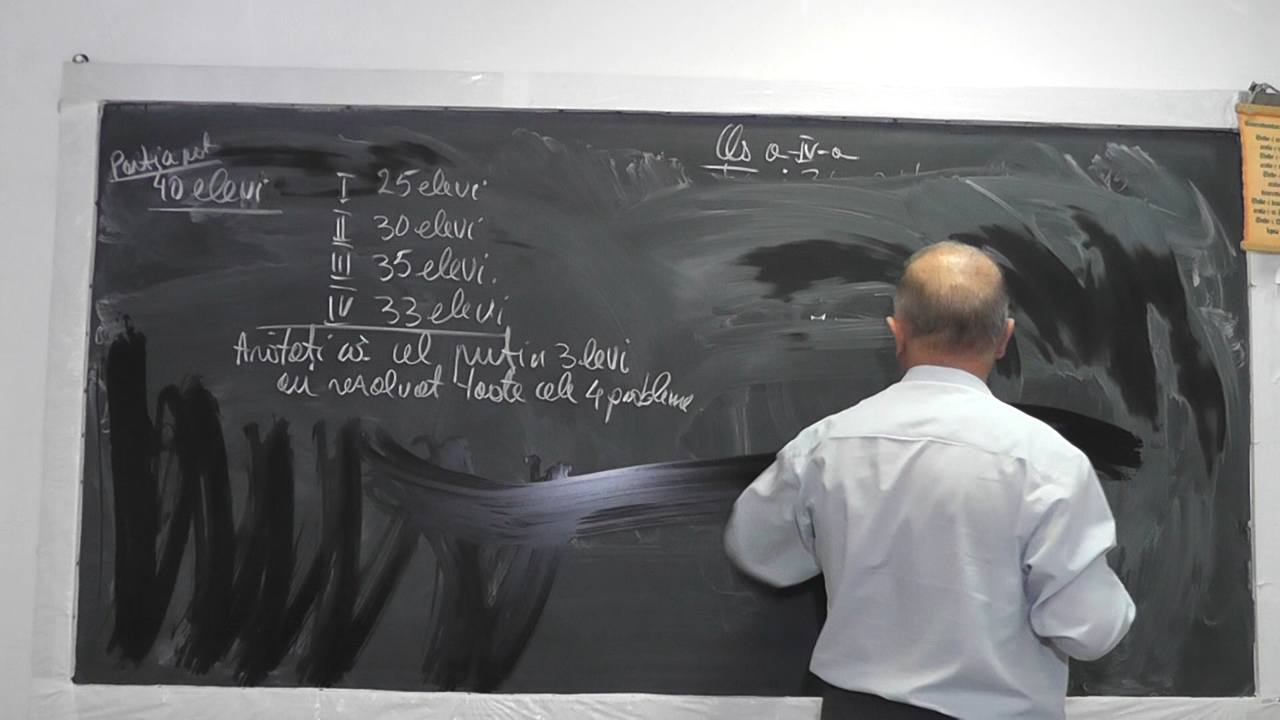 Participat
40 elevi
I 25 elevi
II 30 elevi
III 35 elevi.
IV 33 elevi
Arătați că cel puțin 3 elevi
au rezolvat toate cele 4 probleme
a IV-a